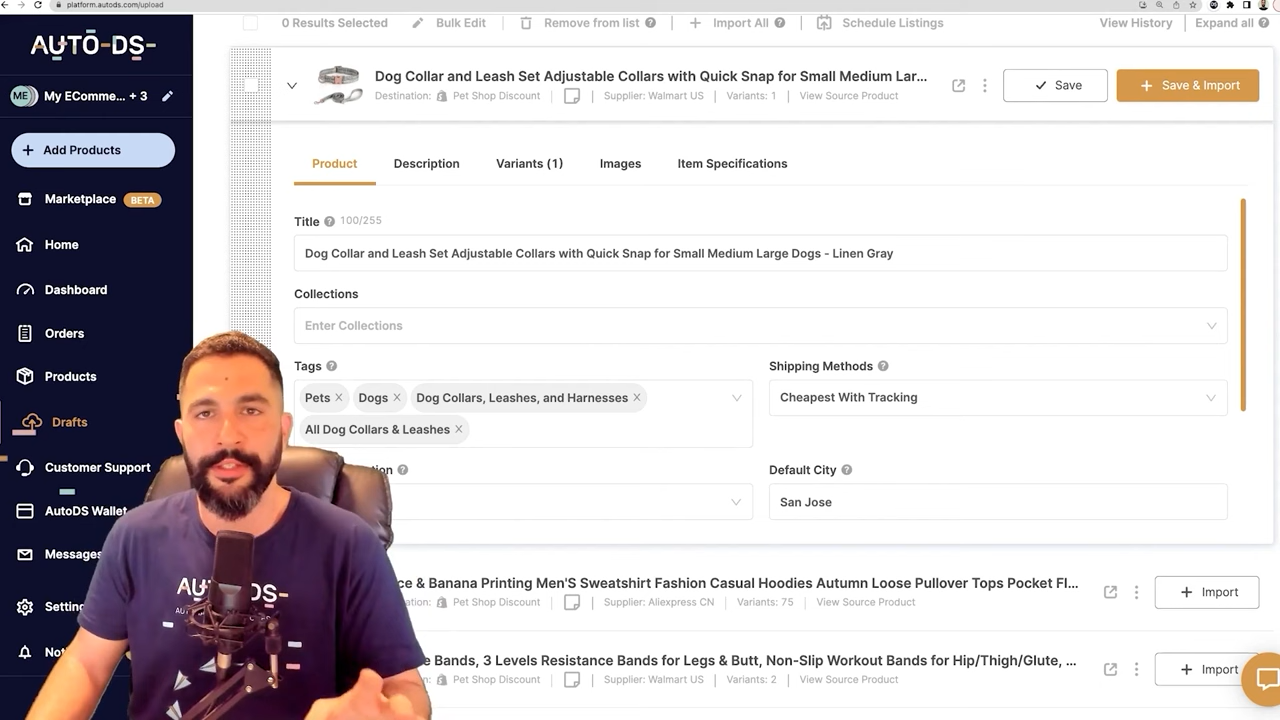 platform.autods.com/upload
0 Results Selected
Bulk Edit
Remove from list
Import All
Schedule Listings
View History
Expand all
AUTO-DS-
ME My EComme... + 3
+ Add Products
Marketplace BETA
Home
Dashboard
Orders
Products
Drafts
Customer Support
AutoDS Wallet
Messages
Dog Collar and Leash Set Adjustable Collars with Quick Snap for Small Medium Lar...
Destination: Pet Shop Discount | Supplier: Walmart US | Variants: 1 | View Source Product
Save
+ Save & Import
Product
Description
Variants (1)
Images
Item Specifications
Title 100/255
Dog Collar and Leash Set Adjustable Collars with Quick Snap for Small Medium Large Dogs - Linen Gray
Collections
Enter Collections
Tags
Pets × Dogs × Dog Collars, Leashes, and Harnesses ×
All Dog Collars & Leashes ×
Shipping Methods
Cheapest With Tracking
Default City
San Jose
& Banana Printing Men'S Sweatshirt Fashion Casual Hoodies Autumn Loose Pullover Tops Pocket Fl...
Pet Shop Discount | Supplier: Aliexpress CN | Variants: 75 | View Source Product
+ Import
Bands, 3 Levels Resistance Bands for Legs & Butt, Non-Slip Workout Bands for Hip/Thigh/Glute, ...
Pet Shop Discount | Supplier: Walmart US | Variants: 2 | View Source Product
+ Import
AUTO-DS-